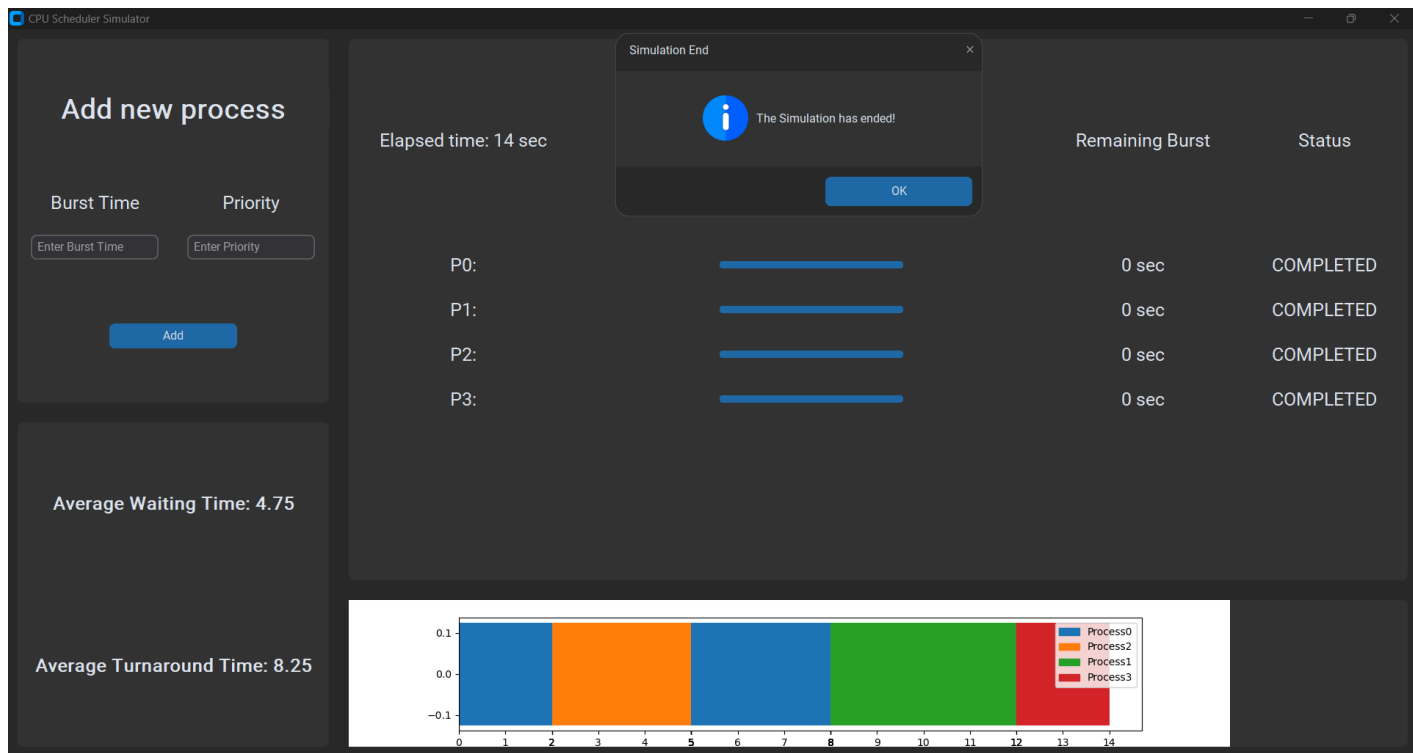 CPU Scheduler Simulator
Add new process
Burst Time Priority
Enter Burst Time Enter Priority
Add
Average Waiting Time: 4.75
Average Turnaround Time: 8.25
Simulation End
The Simulation has ended!
OK
Elapsed time: 14 sec Remaining Burst Status
P0: 0 sec COMPLETED
P1: 0 sec COMPLETED
P2: 0 sec COMPLETED
P3: 0 sec COMPLETED
0.1
0.0
−0.1
Process0
Process2
Process1
Process3
0 1 2 3 4 5 6 7 8 9 10 11 12 13 14